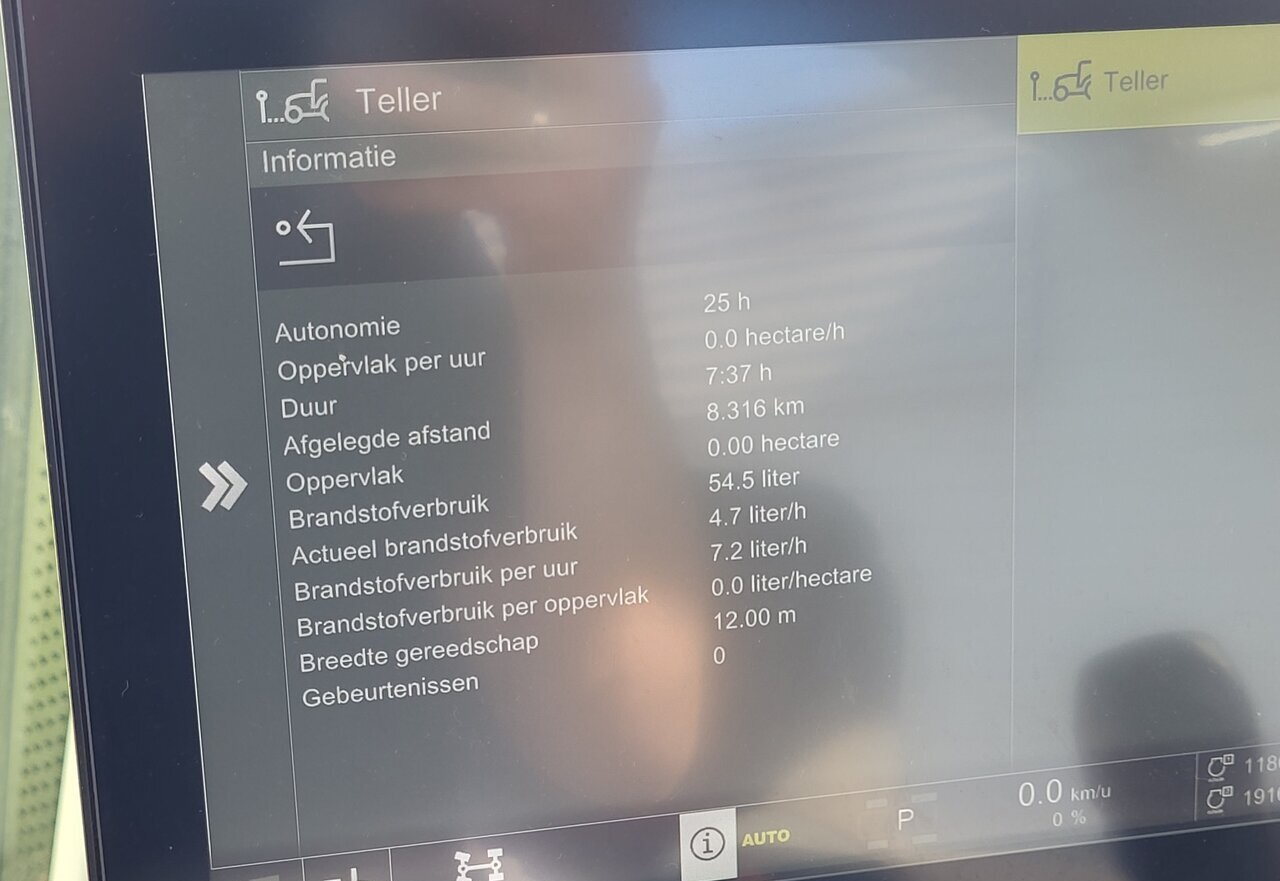 Teller
Teller
Informatie
Autonomie 25 h
Oppervlak per uur 0.0 hectare/h
Duur 7:37 h
Afgelegde afstand 8.316 km
Oppervlak 0.00 hectare
Brandstofverbruik 54.5 liter
Actueel brandstofverbruik 4.7 liter/h
Brandstofverbruik per uur 7.2 liter/h
Brandstofverbruik per oppervlak 0.0 liter/hectare
Breedte gereedschap 12.00 m
Gebeurtenissen 0
AUTO
P
0.0 km/u
0 %